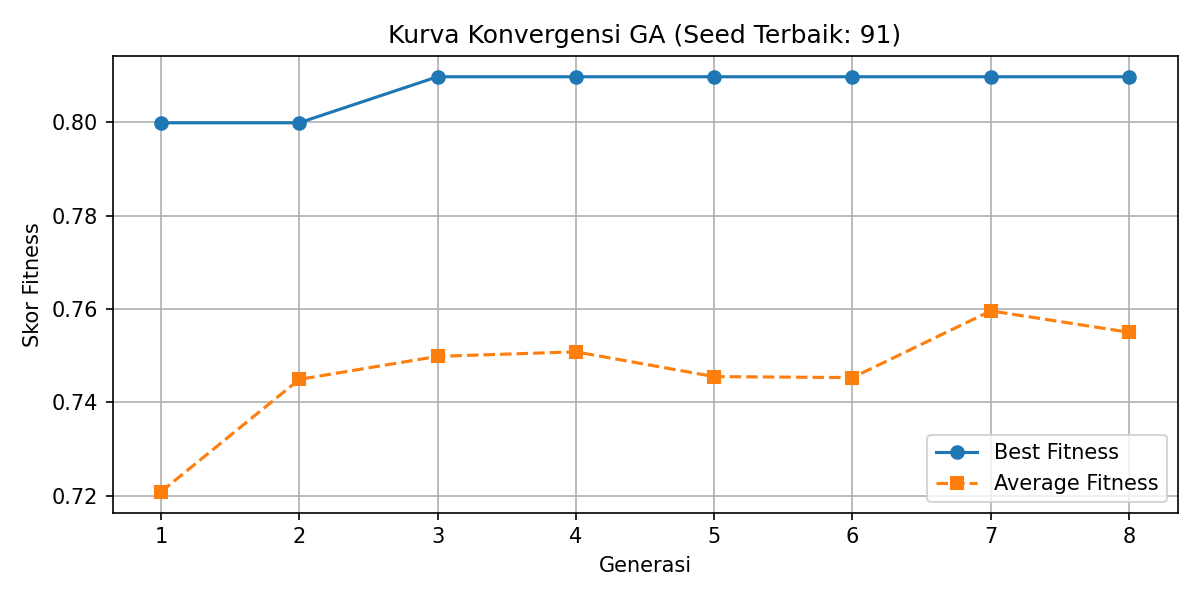 Kurva Konvergensi GA (Seed Terbaik: 91)
Skor Fitness
0.80
0.78
0.76
0.74
0.72
1 2 3 4 5 6 7 8
Generasi
Best Fitness
Average Fitness